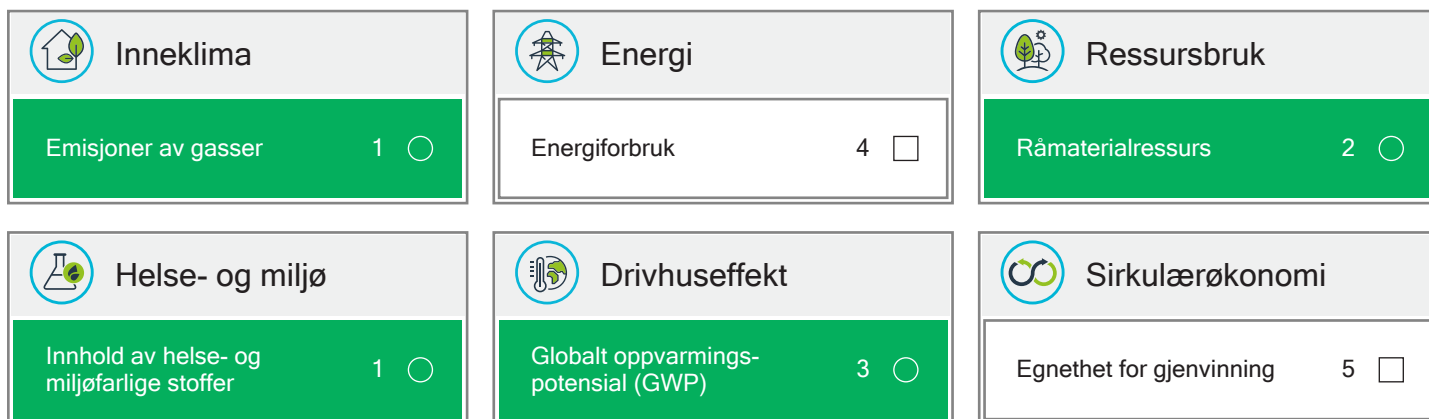 Inneklima
Emisjoner av gasser 1
Energi
Energiforbruk 4
Ressursbruk
Råmaterialressurs 2
Helse- og miljø
Innhold av helse- og
miljøfarlige stoffer 1
Drivhuseffekt
Globalt oppvarmings-
potensial (GWP) 3
Sirkulærøkonomi
Egnethet for gjenvinning 5